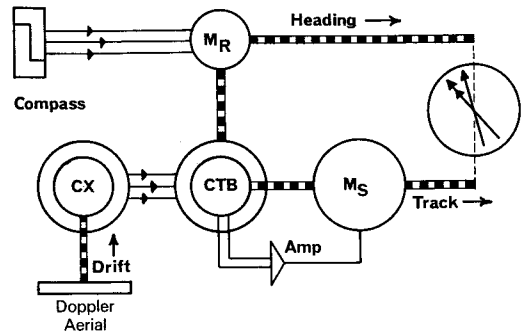 Heading
M_R
Compass
CX
CTB
M_S
Track
Amp
Drift
Doppler
Aerial